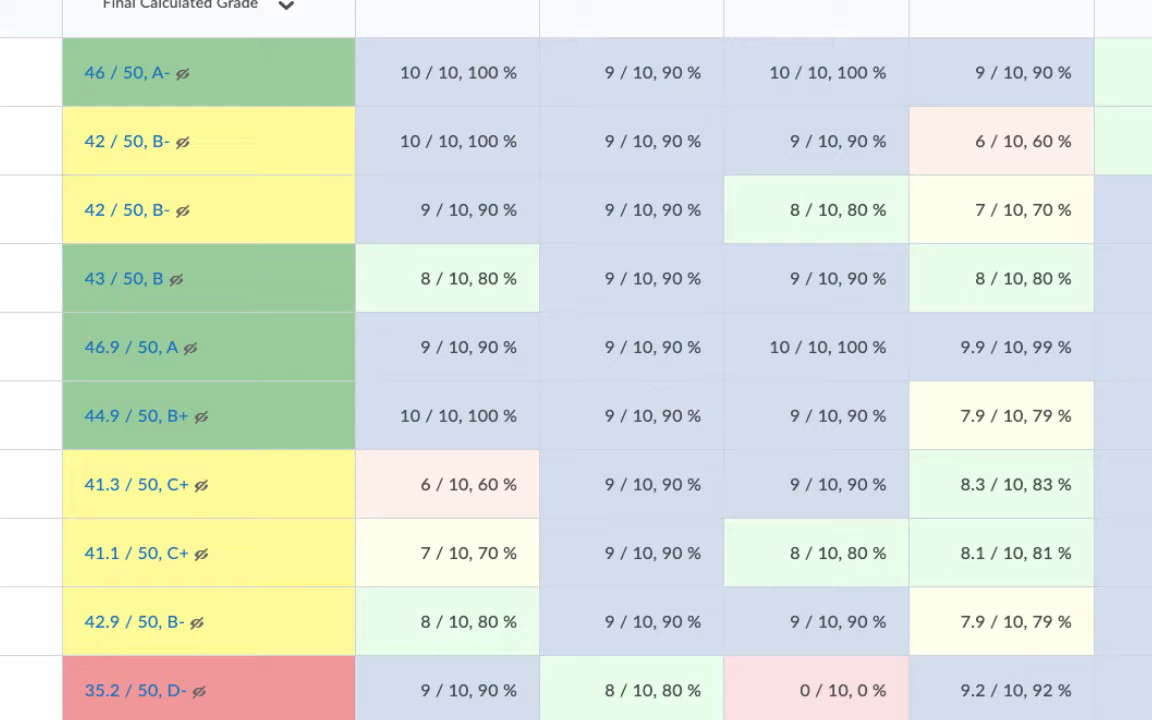 Final Calculated Grade
46 / 50, A- 10 / 10, 100 % 9 / 10, 90 % 10 / 10, 100 % 9 / 10, 90 %
42 / 50, B- 10 / 10, 100 % 9 / 10, 90 % 9 / 10, 90 % 6 / 10, 60 %
42 / 50, B- 9 / 10, 90 % 9 / 10, 90 % 8 / 10, 80 % 7 / 10, 70 %
43 / 50, B 8 / 10, 80 % 9 / 10, 90 % 9 / 10, 90 % 8 / 10, 80 %
46.9 / 50, A 9 / 10, 90 % 9 / 10, 90 % 10 / 10, 100 % 9.9 / 10, 99 %
44.9 / 50, B+ 10 / 10, 100 % 9 / 10, 90 % 9 / 10, 90 % 7.9 / 10, 79 %
41.3 / 50, C+ 6 / 10, 60 % 9 / 10, 90 % 9 / 10, 90 % 8.3 / 10, 83 %
41.1 / 50, C+ 7 / 10, 70 % 9 / 10, 90 % 8 / 10, 80 % 8.1 / 10, 81 %
42.9 / 50, B- 8 / 10, 80 % 9 / 10, 90 % 9 / 10, 90 % 7.9 / 10, 79 %
35.2 / 50, D- 9 / 10, 90 % 8 / 10, 80 % 0 / 10, 0 % 9.2 / 10, 92 %